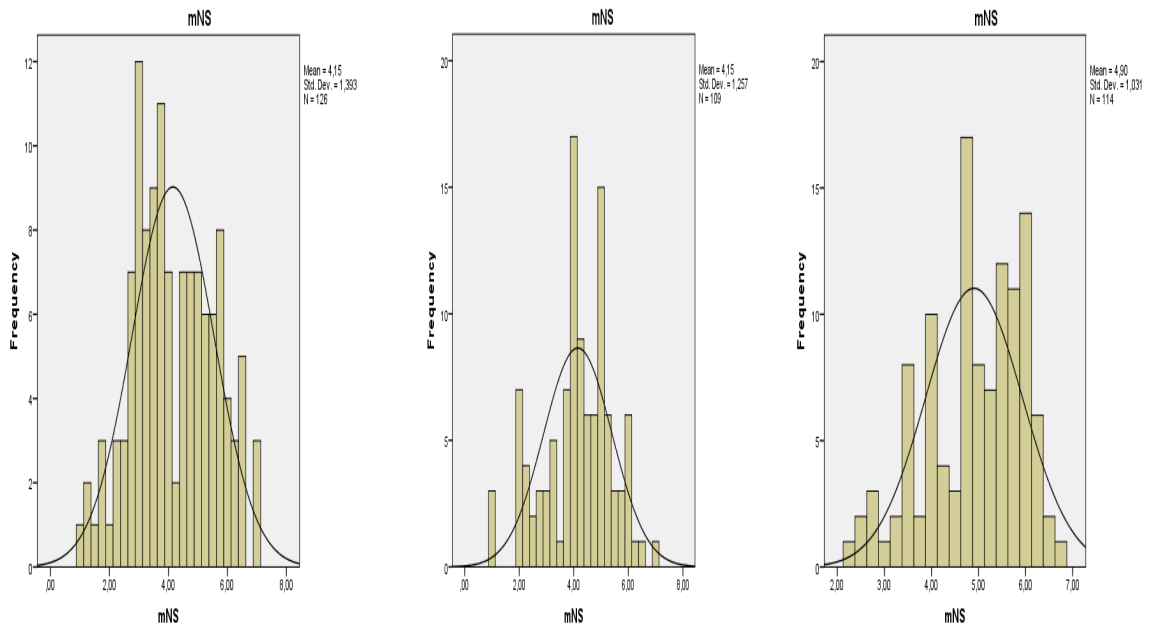 mNS
Mean = 4,15
Std. Dev. = 1,393
N = 126
12
10
8
6
4
2
0
Frequency
,00 2,00 4,00 6,00 8,00
mNS
mNS
Mean = 4,15
Std. Dev. = 1,257
N = 109
20
15
10
5
0
Frequency
,00 2,00 4,00 6,00 8,00
mNS
mNS
Mean = 4,90
Std. Dev. = 1,031
N = 114
20
15
10
5
0
Frequency
2,00 3,00 4,00 5,00 6,00 7,00
mNS